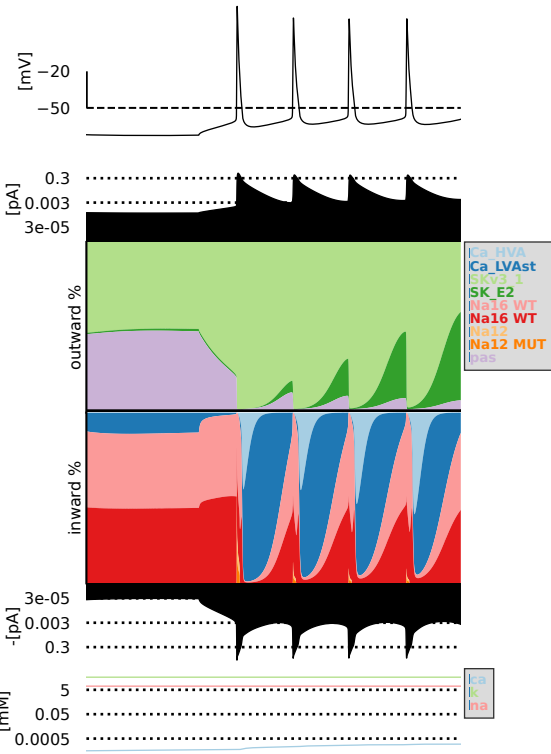 [mV]
−20
−50
[pA]
0.3
0.003
3e-05
outward %
Ca_HVA
Ca_LVAst
SKv3_1
SK_E2
Na16 WT
Na16 WT
Na12
Na12 MUT
pas
inward %
-[pA]
3e-05
0.003
0.3
[mM]
5
0.05
0.0005
ca
k
na